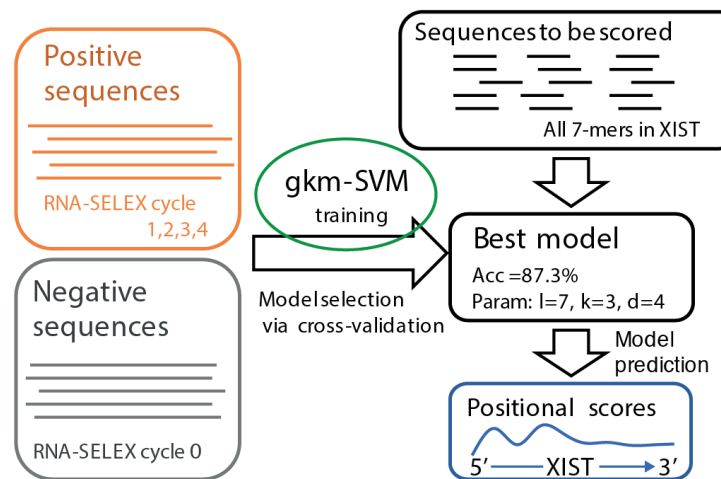 Positive
sequences
RNA-SELEX cycle
1,2,3,4
Negative
sequences
RNA-SELEX cycle 0
gkm-SVM
training
Model selection
via cross-validation
Sequences to be scored
All 7-mers in XIST
Best model
Acc =87.3%
Param: l=7, k=3, d=4
Model
prediction
Positional scores
5’ XIST 3’